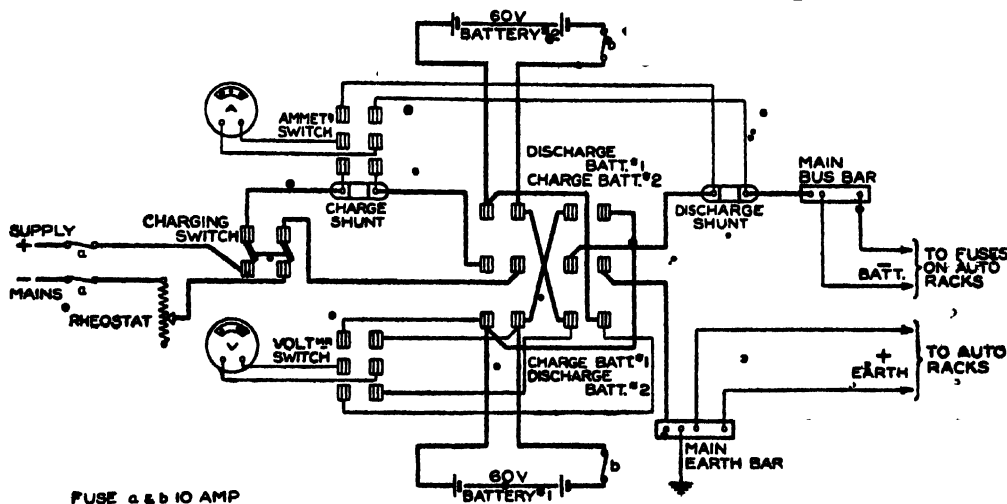 60V
BATTERY #2
b
A
AMMETR
SWITCH
DISCHARGE
BATT. #1
CHARGE BATT. #2
MAIN
BUS BAR
CHARGE
SHUNT
DISCHARGE
SHUNT
CHARGING
SWITCH
SUPPLY
+
a
-
MAINS
a
RHEOSTAT
-
BATT.
TO FUSES
ON AUTO
RACKS
V
VOLTMR
SWITCH
CHARGE BATT. #1
DISCHARGE
BATT. #2
+
EARTH
TO AUTO
RACKS
MAIN
EARTH BAR
b
60V
BATTERY #1
FUSE a & b 10 AMP